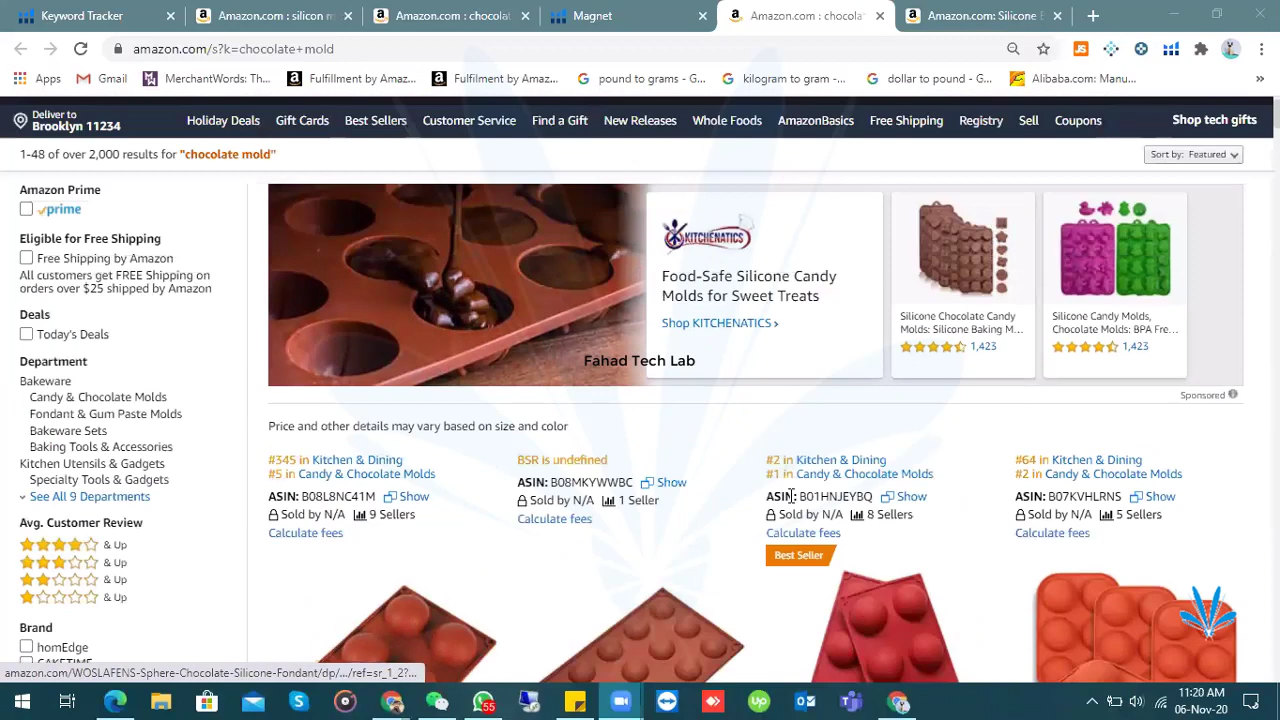 Keyword Tracker
Amazon.com : silicon m
Amazon.com : chocolat
Magnet
Amazon.com : chocola
Amazon.com: Silicone B
amazon.com/s?k=chocolate+mold
Apps
Gmail
MerchantWords: Th...
Fulfillment by Amaz...
Fulfilment by Amaz...
pound to grams - G...
kilogram to gram -...
dollar to pound - G...
Alibaba.com: Manu...
Deliver to
Brooklyn 11234
Holiday Deals
Gift Cards
Best Sellers
Customer Service
Find a Gift
New Releases
Whole Foods
AmazonBasics
Free Shipping
Registry
Sell
Coupons
Shop tech gifts
1-48 of over 2,000 results for "chocolate mold"
Sort by: Featured
Amazon Prime
prime
Eligible for Free Shipping
Free Shipping by Amazon
All customers get FREE Shipping on
orders over $25 shipped by Amazon
Deals
Today's Deals
Department
Bakeware
Candy & Chocolate Molds
Fondant & Gum Paste Molds
Bakeware Sets
Baking Tools & Accessories
Kitchen Utensils & Gadgets
Specialty Tools & Gadgets
See All 9 Departments
Avg. Customer Review
& Up
& Up
& Up
& Up
Brand
homEdge
KITCHENATICS
Food-Safe Silicone Candy
Molds for Sweet Treats
Shop KITCHENATICS ›
Silicone Chocolate Candy
Molds: Silicone Baking M...
1,423
Silicone Candy Molds,
Chocolate Molds: BPA Fre...
1,423
Fahad Tech Lab
Sponsored
Price and other details may vary based on size and color
#345 in Kitchen & Dining
#5 in Candy & Chocolate Molds
ASIN: B08L8NC41M Show
Sold by N/A 9 Sellers
Calculate fees
BSR is undefined
ASIN: B08MKYWWBC Show
Sold by N/A 1 Seller
Calculate fees
#2 in Kitchen & Dining
#1 in Candy & Chocolate Molds
ASIN: B01HNJEYBQ Show
Sold by N/A 8 Sellers
Calculate fees
Best Seller
#64 in Kitchen & Dining
#2 in Candy & Chocolate Molds
ASIN: B07KVHLRNS Show
Sold by N/A 5 Sellers
Calculate fees
amazon.com/WOSLAFENS-Sphere-Chocolate-Silicone-Fondant/dp/.../ref=sr_1_2?...
55
Up
11:20 AM
06-Nov-20